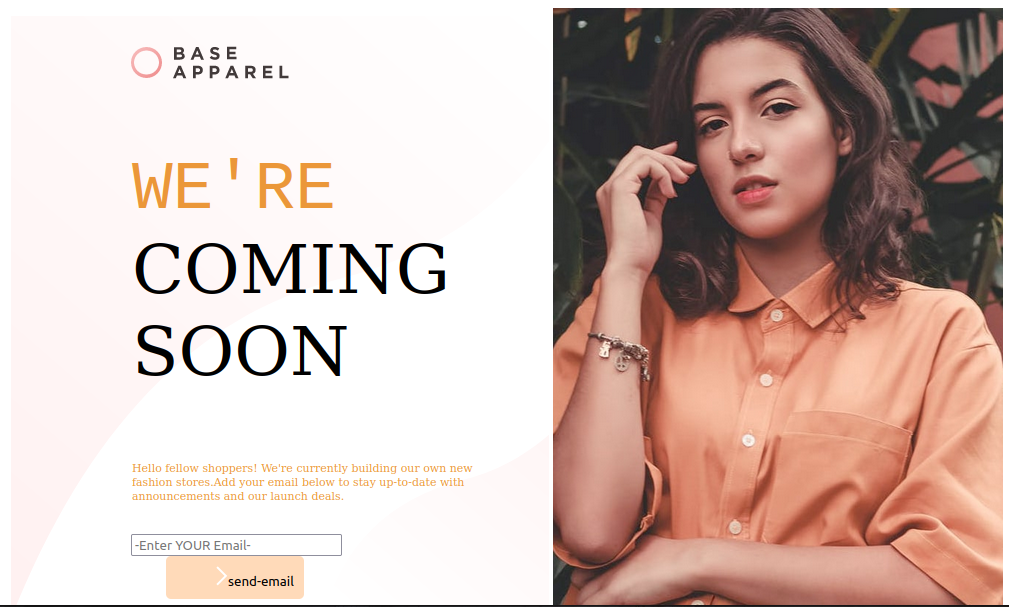 BASE
APPAREL
WE'RE
COMING
SOON
Hello fellow shoppers! We're currently building our own new
fashion stores.Add your email below to stay up-to-date with
announcements and our launch deals.
-Enter YOUR Email-
send-email